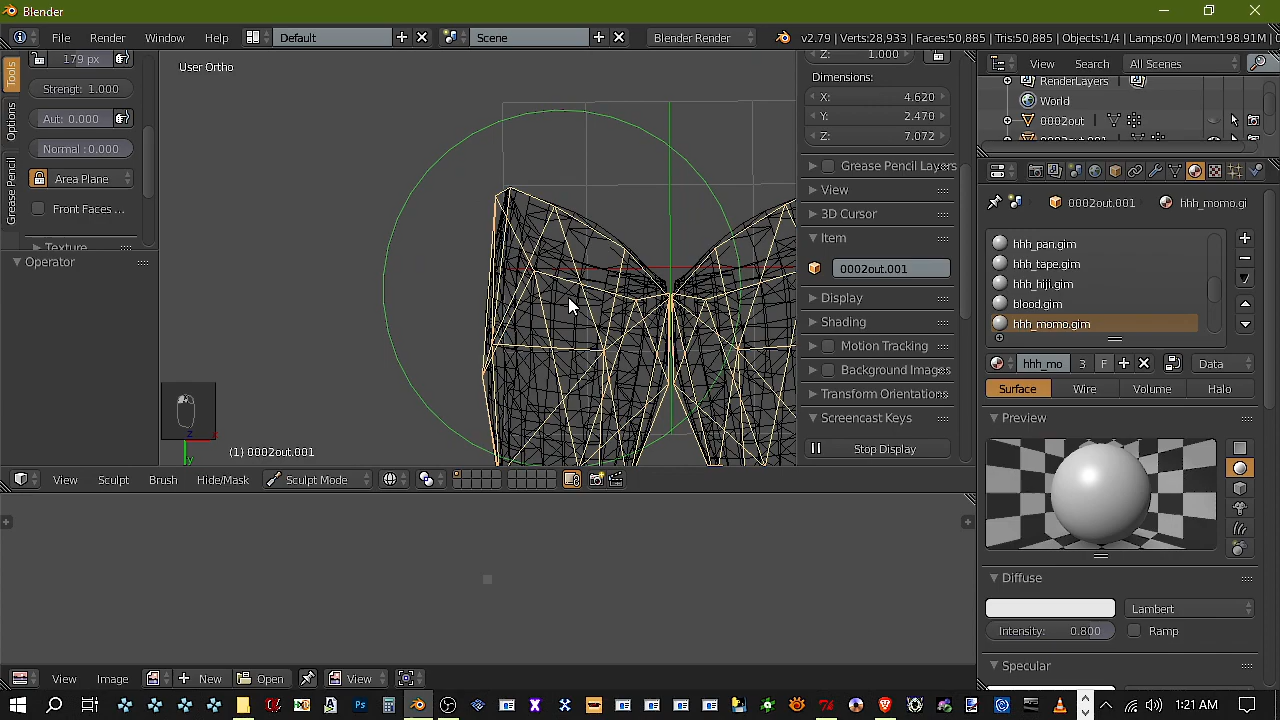 Blender
File
Render
Window
Help
Default
Scene
Blender Render
v2.79 | Verts:28,933 | Faces:50,885 | Tris:50,885 | Objects:1/4 | Lamps:0/0 | Mem:198.91M |
Tools
Options
Grease Pencil
179 px
Strengt: 1.000
Aut: 0.000
Normal : 0.000
Area Plane
Front Faces ...
Texture
Operator
User Ortho
(1) 0002out.001
Z: 1.000
Dimensions:
X: 4.620
Y: 2.470
Z: 7.072
Grease Pencil Layers
View
3D Cursor
Item
0002out.001
Display
Shading
Motion Tracking
Background Images
Transform Orientations
Screencast Keys
Stop Display
View
Search
All Scenes
RenderLayers
World
0002out
0002out.001
0002out.001
hhh_momo.gi
hhh_pan.gim
hhh_tape.gim
hhh_hiji.gim
blood.gim
hhh_momo.gim
hhh_mo
3
F
Data
Surface
Wire
Volume
Halo
Preview
Diffuse
Lambert
Intensity: 0.800
Ramp
Specular
View
Sculpt
Brush
Hide/Mask
Sculpt Mode
View
Image
New
Open
View
1:21 AM